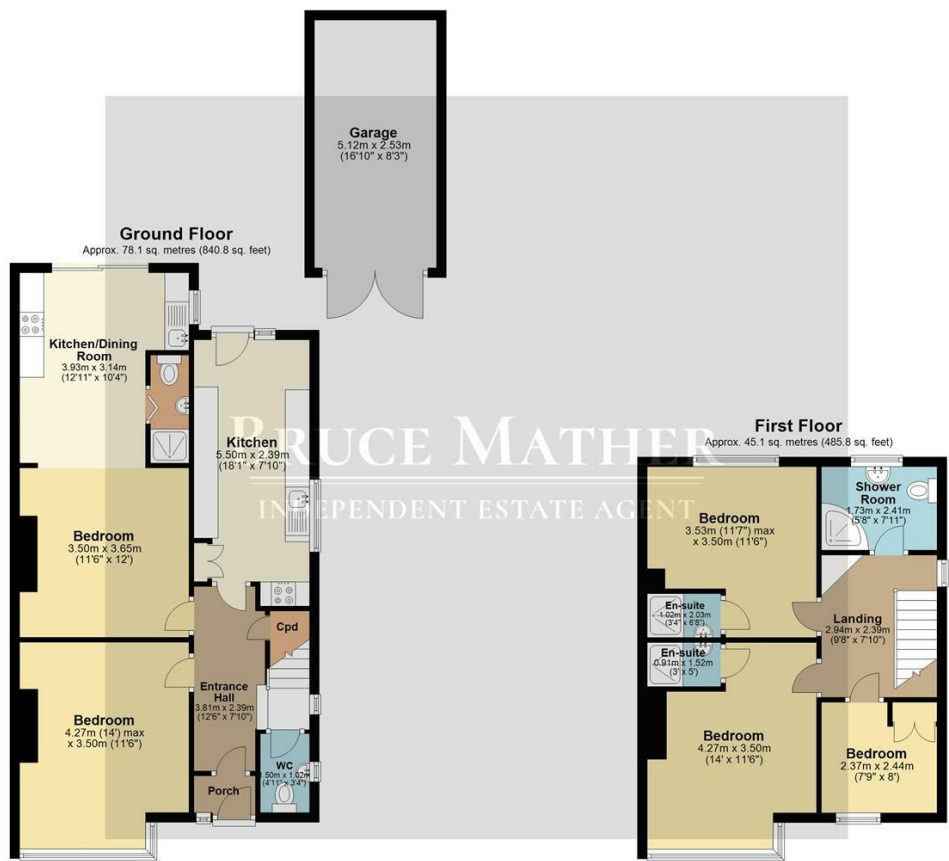 Garage
5.12m x 2.53m
(16'10" x 8'3")
Ground Floor
Approx. 78.1 sq. metres (840.8 sq. feet)
Kitchen/Dining
Room
3.93m x 3.14m
(12'11" x 10'4")
Kitchen
5.50m x 2.39m
(18'1" x 7'10")
Bedroom
3.50m x 3.65m
(11'6" x 12')
Cpd
Entrance
Hall
3.81m x 2.39m
(12'6" x 7'10")
Bedroom
4.27m (14') max
x 3.50m (11'6")
WC
1.50m x 1.02m
(4'11" x 3'4")
Porch
BRUCE MATHER
INDEPENDENT ESTATE AGENT
First Floor
Approx. 45.1 sq. metres (485.8 sq. feet)
Shower
Room
1.73m x 2.41m
(5'8" x 7'11")
Bedroom
3.53m (11'7") max
x 3.50m (11'6")
En-suite
1.02m x 2.03m
(3'4" x 6'8")
Landing
2.94m x 2.39m
(9'8" x 7'10")
En-suite
0.91m x 1.52m
(3' x 5')
Bedroom
4.27m x 3.50m
(14' x 11'6")
Bedroom
2.37m x 2.44m
(7'9" x 8')